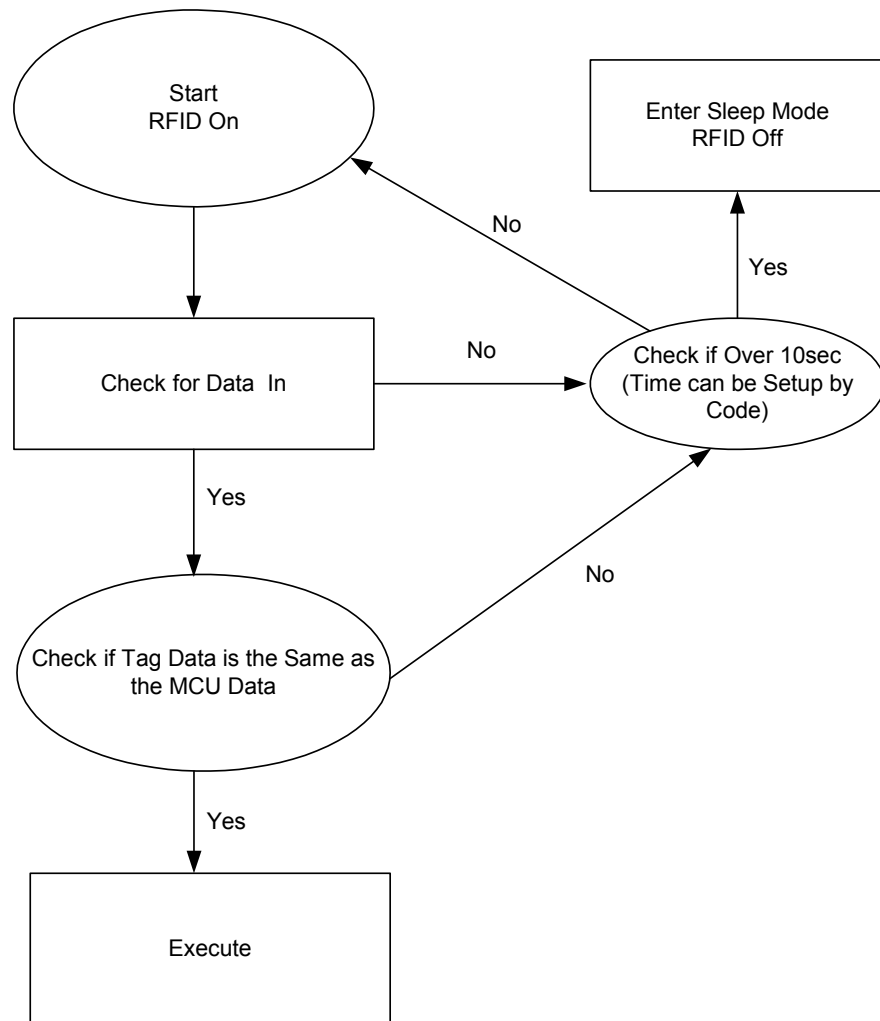 Start
RFID On
Enter Sleep Mode
RFID Off
No
Yes
Check for Data  In
No
Check if Over 10sec
(Time can be Setup by
Code)
Yes
No
Check if Tag Data is the Same as
the MCU Data
Yes
Execute